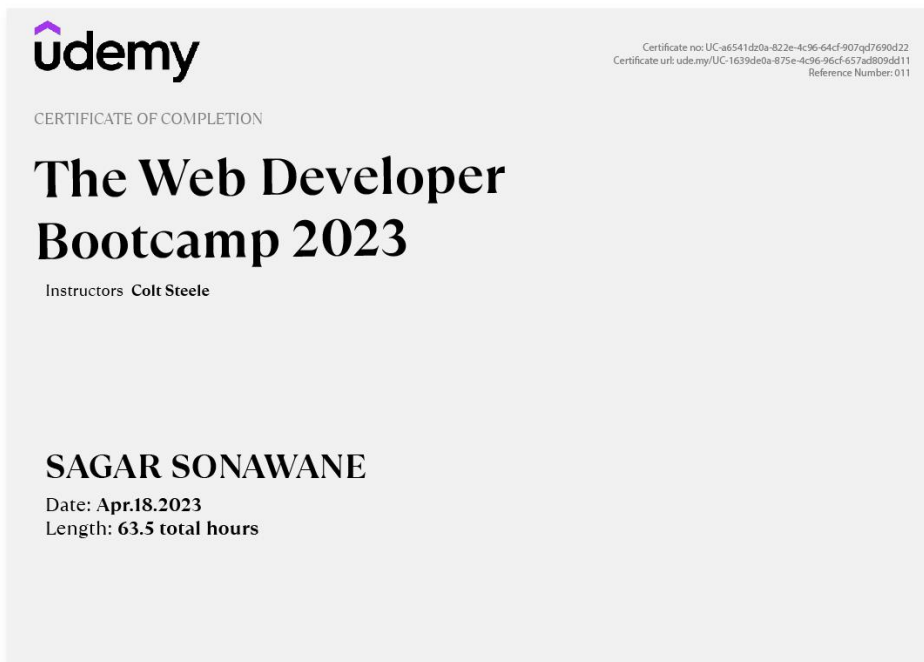 ûdemy
Certificate no: UC-a6541dz0a-822e-4c96-64cf-907qd7690d22
Certificate url: ude.my/UC-1639de0a-875e-4c96-96cf-657ad809dd11
Reference Number: 011
CERTIFICATE OF COMPLETION
The Web Developer
Bootcamp 2023
Instructors Colt Steele
SAGAR SONAWANE
Date: Apr.18.2023
Length: 63.5 total hours